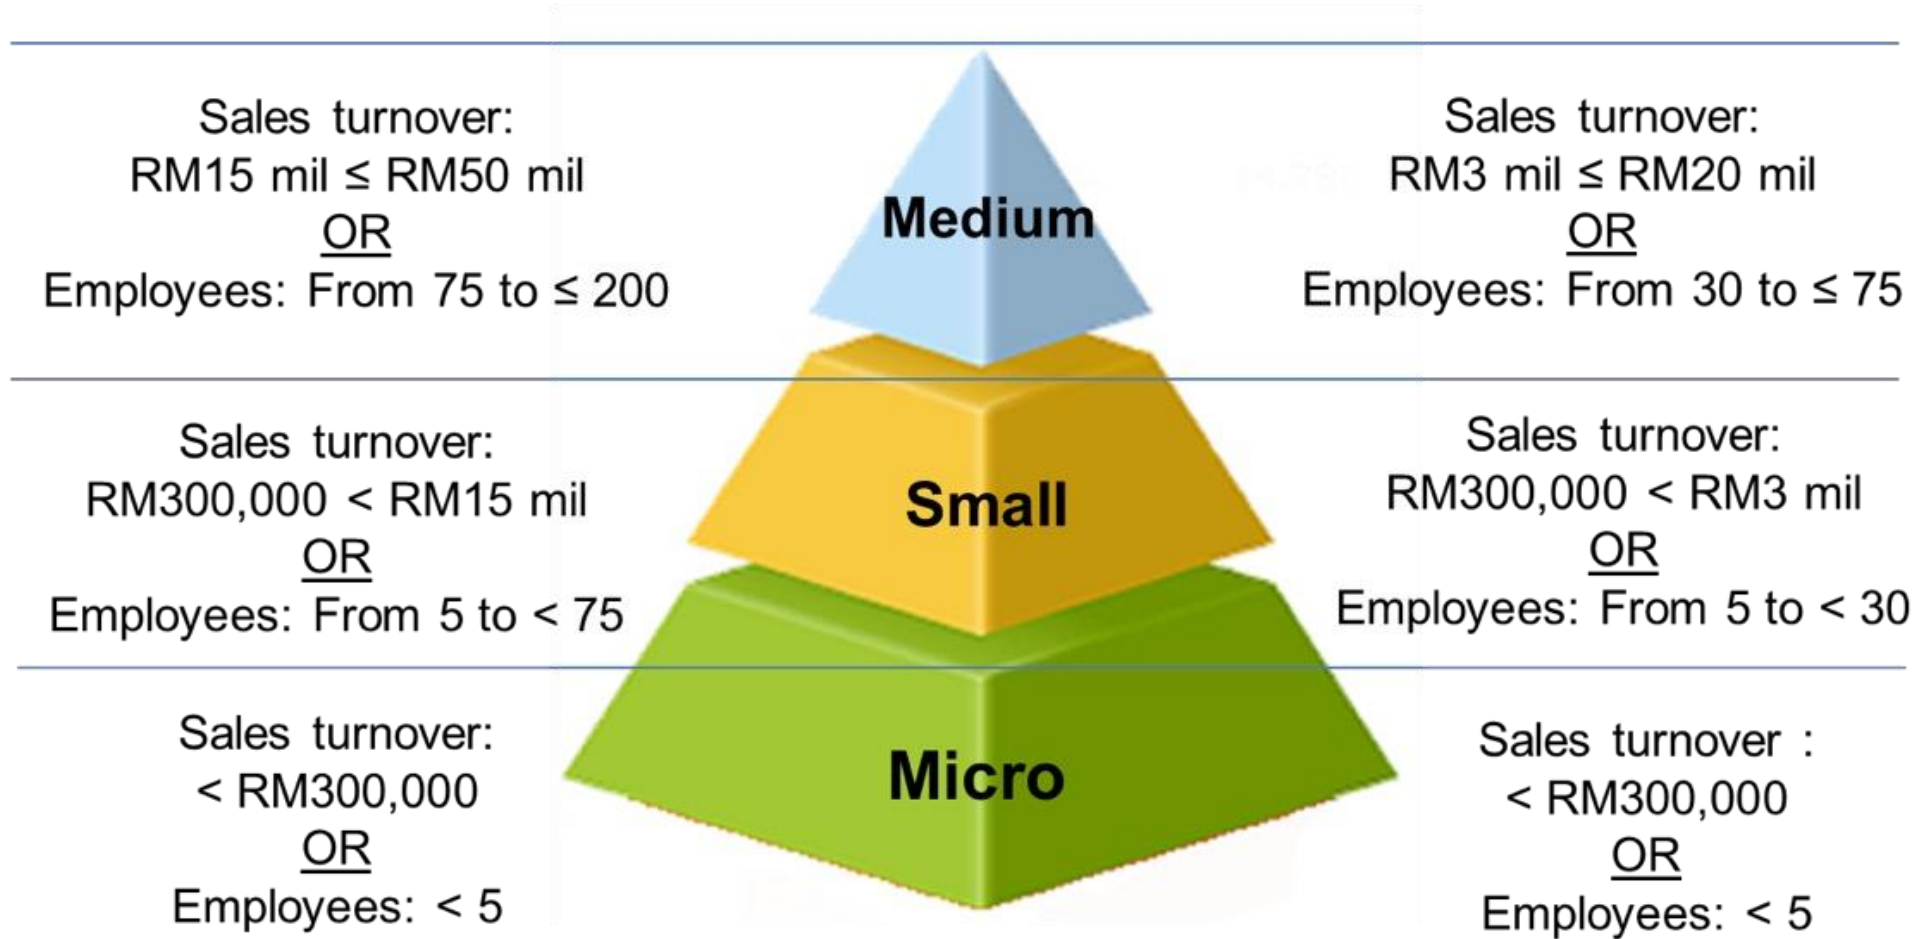 Sales turnover:
RM15 mil ≤ RM50 mil
OR
Employees: From 75 to ≤ 200
Medium
Sales turnover:
RM3 mil ≤ RM20 mil
OR
Employees: From 30 to ≤ 75
Sales turnover:
RM300,000 < RM15 mil
OR
Employees: From 5 to < 75
Small
Sales turnover:
RM300,000 < RM3 mil
OR
Employees: From 5 to < 30
Sales turnover:
< RM300,000
OR
Employees: < 5
Micro
Sales turnover :
< RM300,000
OR
Employees: < 5